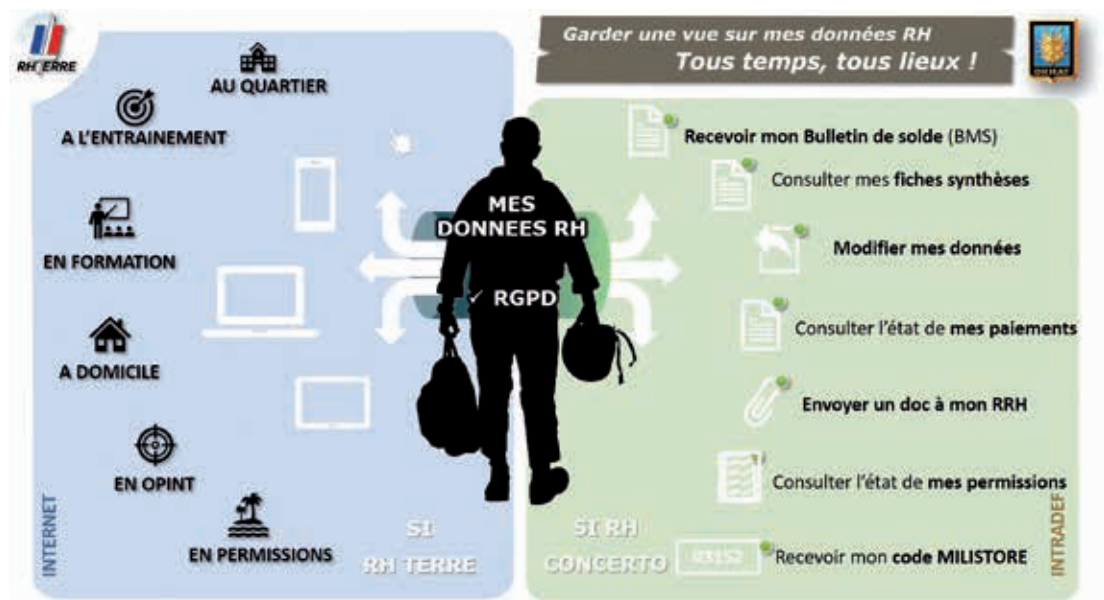 RH TERRE
Garder une vue sur mes données RH
Tous temps, tous lieux !
DRHAT
AU QUARTIER
A L'ENTRAINEMENT
EN FORMATION
A DOMICILE
EN OPINT
EN PERMISSIONS
INTERNET
SI
RH TERRE
MES
DONNEES RH
✓ RGPD
Recevoir mon Bulletin de solde (BMS)
Consulter mes fiches synthèses
Modifier mes données
Consulter l'état de mes paiements
Envoyer un doc à mon RRH
Consulter l'état de mes permissions
Recevoir mon code MILISTORE
SI RH
CONCERTO
03152
INTRADEF